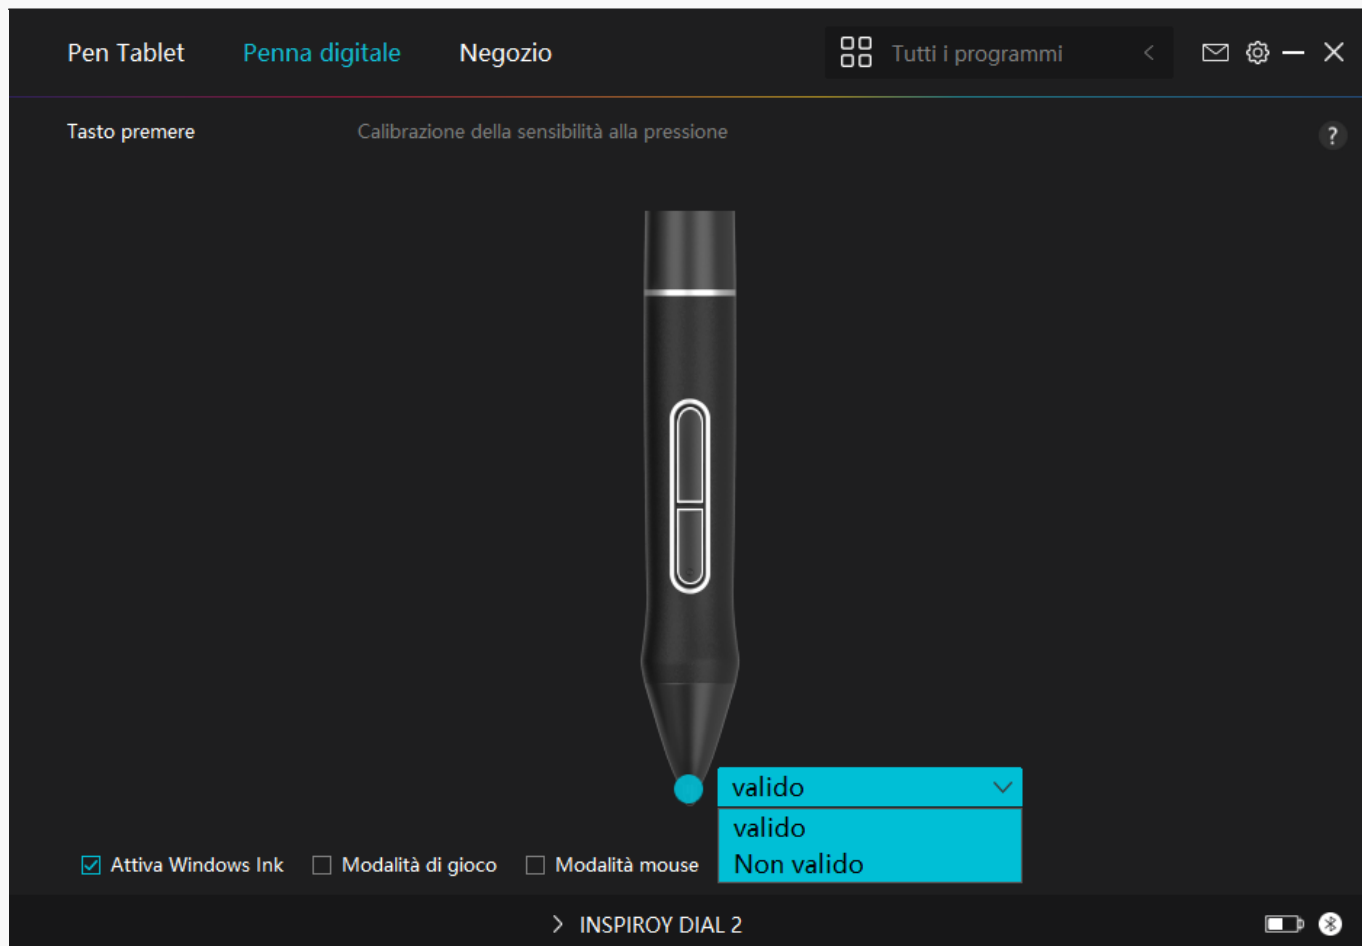 Pen Tablet Penna digitale Negozio Tutti i programmi
Tasto premere Calibrazione della sensibilità alla pressione ?
valido
valido
Non valido
Attiva Windows Ink Modalità di gioco Modalità mouse
INSPIROY DIAL 2